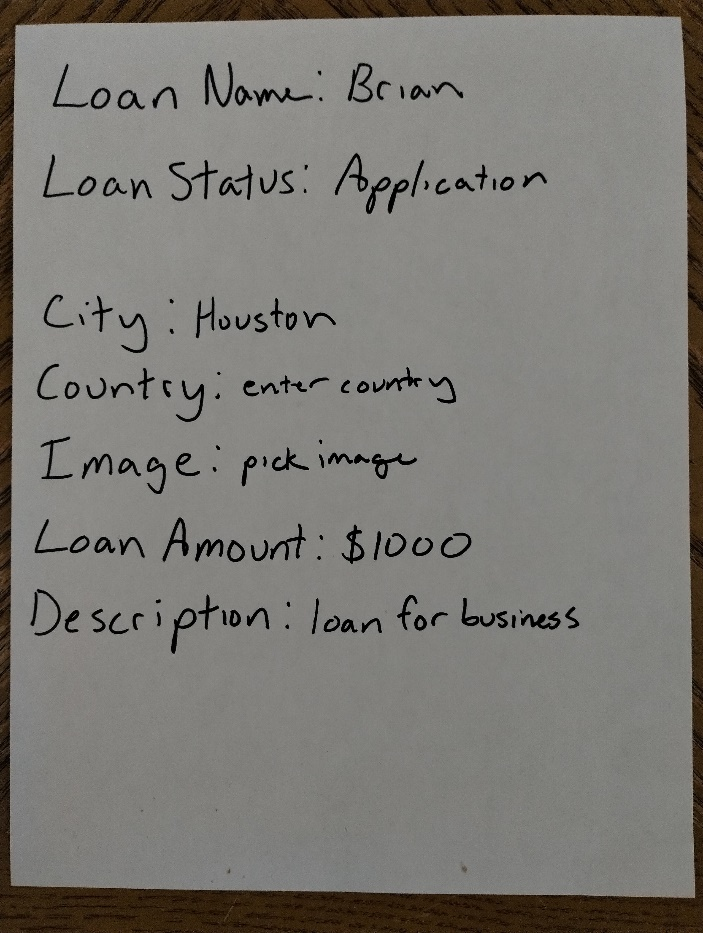 Loan Name: Brian
Loan Status: Application
City: Houston
Country: enter country
Image: pick image
Loan Amount: $1000
Description: loan for business